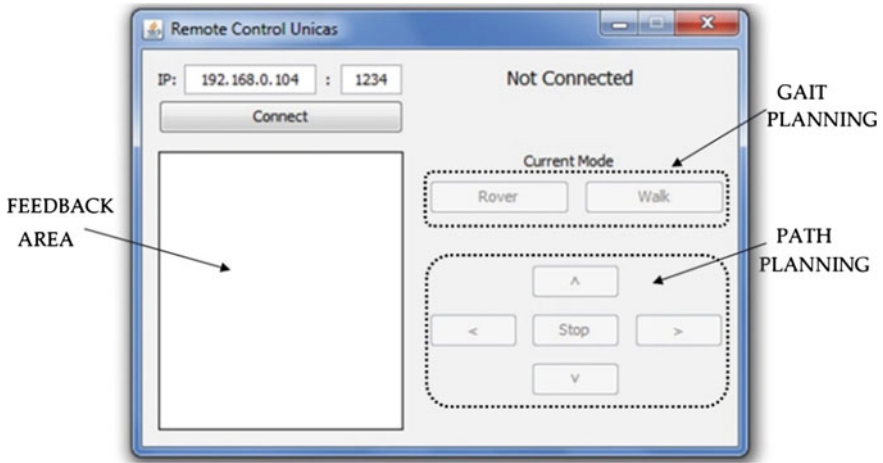 Remote Control Unicas
IP: 192.168.0.104 : 1234
Not Connected
Connect
GAIT
PLANNING
Current Mode
Rover
Walk
FEEDBACK
AREA
PATH
PLANNING
^
< Stop >
v